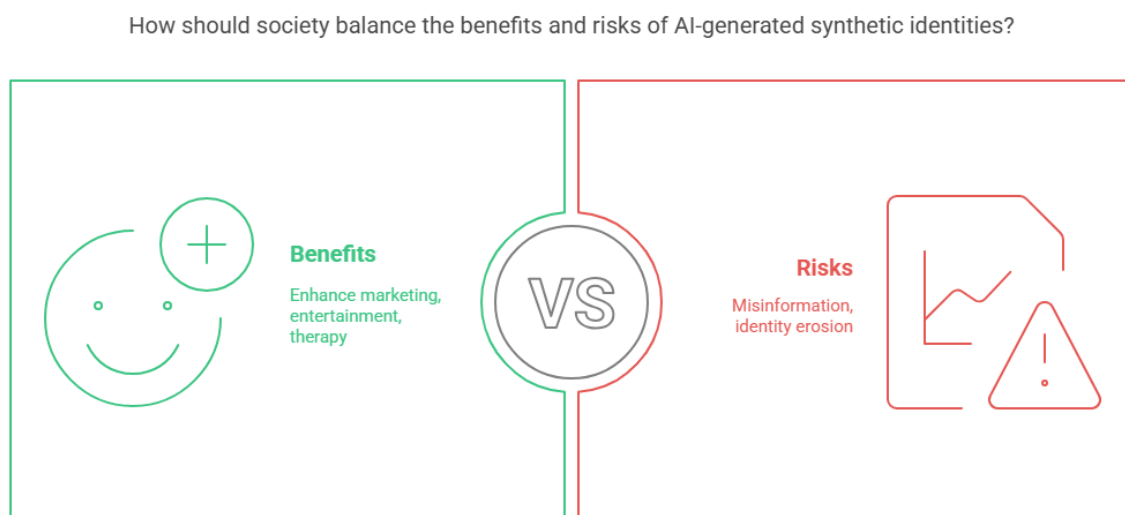 How should society balance the benefits and risks of AI-generated synthetic identities?
Benefits
Enhance marketing,
entertainment,
therapy
VS
Risks
Misinformation,
identity erosion